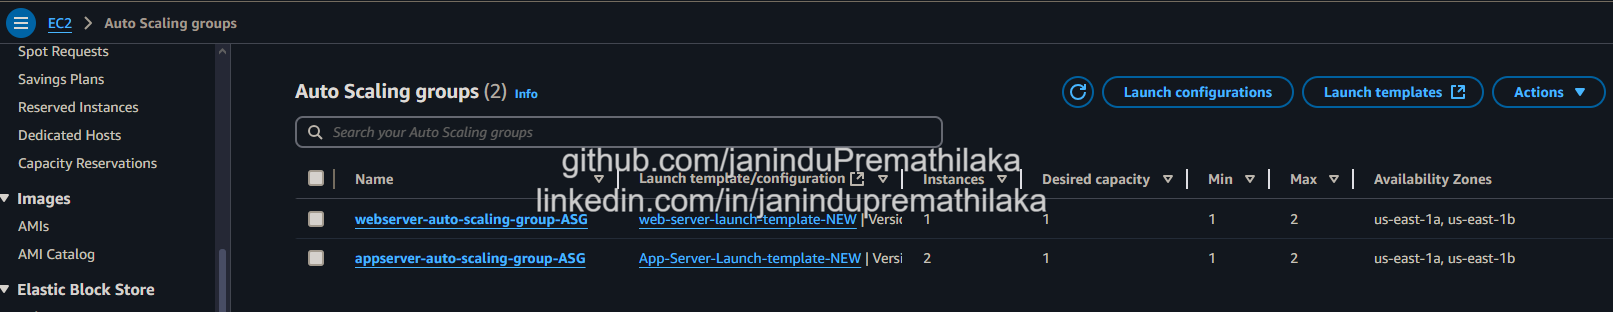 EC2 > Auto Scaling groups
Spot Requests
Savings Plans
Reserved Instances
Dedicated Hosts
Capacity Reservations
Images
AMIs
AMI Catalog
Elastic Block Store
Auto Scaling groups (2) Info
Launch configurations Launch templates Actions
Search your Auto Scaling groups
github.com/janinduPremathilaka
linkedin.com/in/janindupremathilaka
Name Launch template/configuration Instances Desired capacity Min Max Availability Zones
webserver-auto-scaling-group-ASG web-server-launch-template-NEW | Versi 1 1 1 2 us-east-1a, us-east-1b
appserver-auto-scaling-group-ASG App-Server-Launch-template-NEW | Versi 2 1 1 2 us-east-1a, us-east-1b